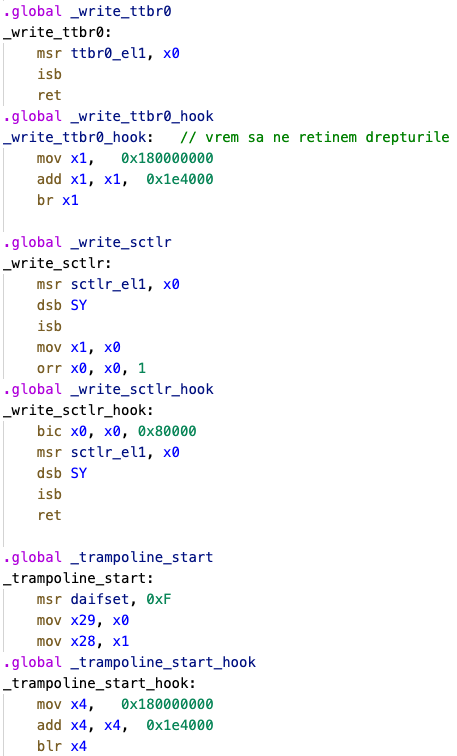 .global _write_ttbr0
_write_ttbr0:
    msr ttbr0_el1, x0
    isb
    ret
.global _write_ttbr0_hook
_write_ttbr0_hook:   // vrem sa ne retinem drepturile
    mov x1,   0x180000000
    add x1, x1,  0x1e4000
    br x1

.global _write_sctlr
_write_sctlr:
    msr sctlr_el1, x0
    dsb SY
    isb
    mov x1, x0
    orr x0, x0, 1
.global _write_sctlr_hook
_write_sctlr_hook:
    bic x0, x0, 0x80000
    msr sctlr_el1, x0
    dsb SY
    isb
    ret

.global _trampoline_start
_trampoline_start:
    msr daifset, 0xF
    mov x29, x0
    mov x28, x1
.global _trampoline_start_hook
_trampoline_start_hook:
    mov x4,   0x180000000
    add x4, x4,  0x1e4000
    blr x4